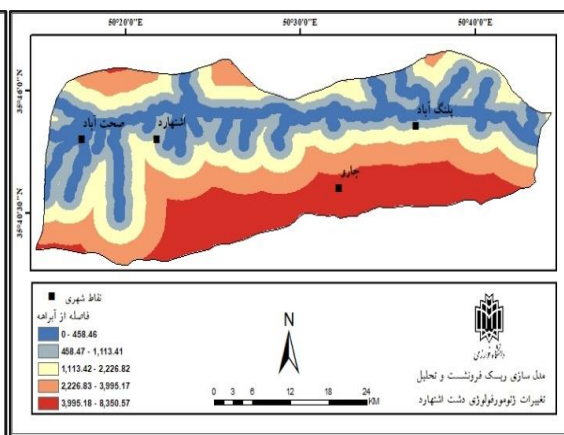 50°20'0"E
50°30'0"E
50°40'0"E
35°46'0"N
35°40'30"N
پلنگ آباد
اشتهارد
صحت آباد
جارو
نقاط شهری
فاصله از آبراهه
0 - 458.46
458.47 - 1,113.41
1,113.42 - 2,226.82
2,226.83 - 3,995.17
3,995.18 - 8,350.57
N
0 3 6 12 18 24
KM
دانشگاه خوارزمی
مدل سازی ریسک فرونشست و تحلیل
تغییرات ژئومورفولوژی دشت اشتهارد